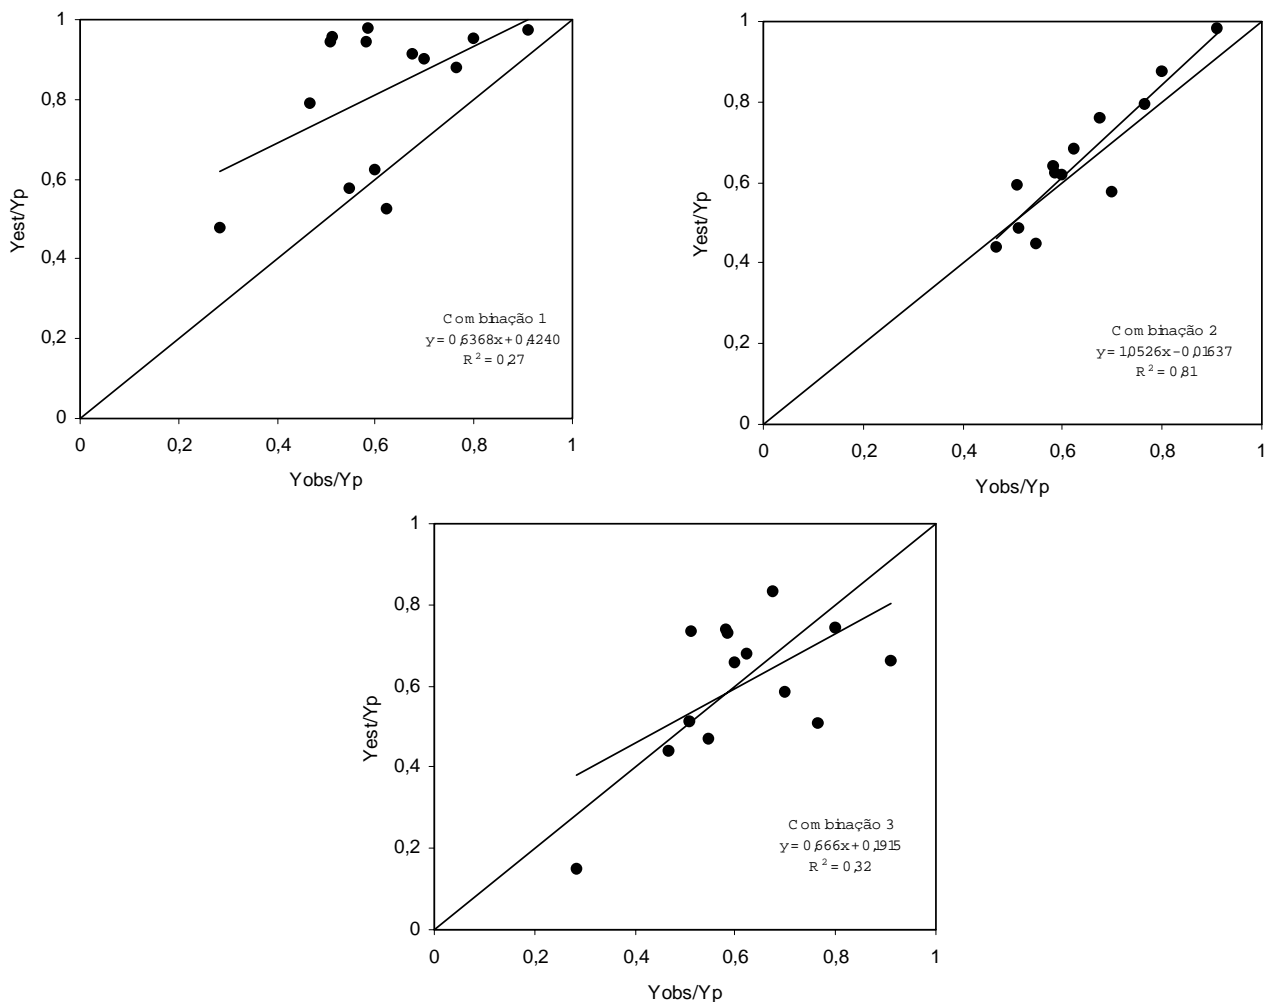 1
0,8
0,6
0,4
0,2
0
0
0,2
0,4
0,6
0,8
1
Yest/Yp
Yobs/Yp
Combinação 1
y = 0,6368x + 0,4240
R² = 0,27
1
0,8
0,6
0,4
0,2
0
0
0,2
0,4
0,6
0,8
1
Yest/Yp
Yobs/Yp
Combinação 2
y = 1,0526x - 0,01637
R² = 0,81
1
0,8
0,6
0,4
0,2
0
0
0,2
0,4
0,6
0,8
1
Yest/Yp
Yobs/Yp
Combinação 3
y = 0,666x + 0,1915
R² = 0,32